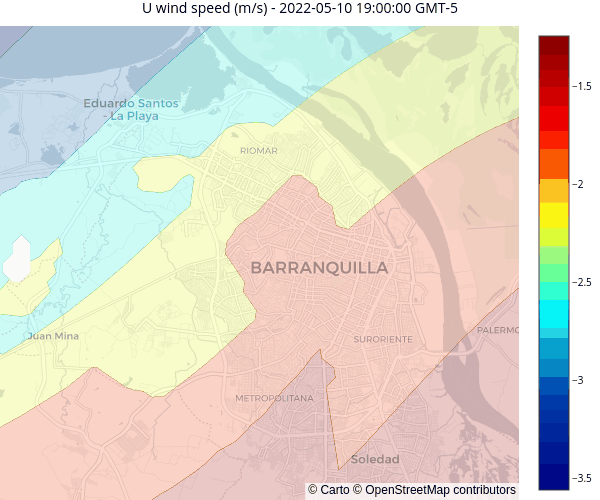 U wind speed (m/s) - 2022-05-10 19:00:00 GMT-5
Eduardo Santos
- La Playa
RIOMAR
BARRANQUILLA
Juan Mina
SURORIENTE
PALERMO
METROPOLITANA
Soledad
−1.5
−2
−2.5
−3
−3.5
© Carto © OpenStreetMap contributors